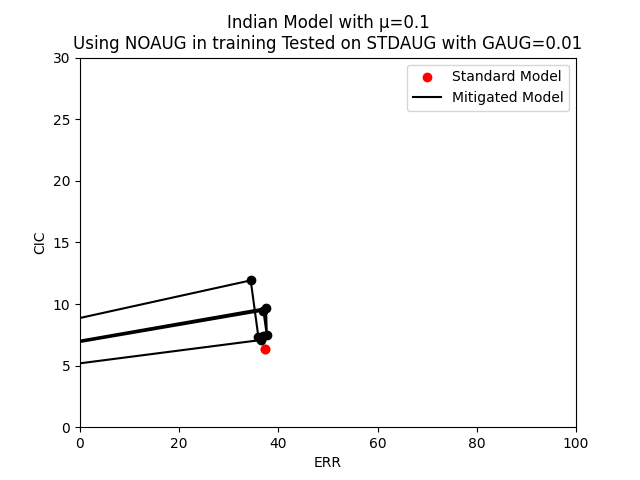 Indian Model with μ=0.1
Using NOAUG in training Tested on STDAUG with GAUG=0.01
Standard Model
Mitigated Model
CIC
30
25
20
15
10
5
0
0 20 40 60 80 100
ERR